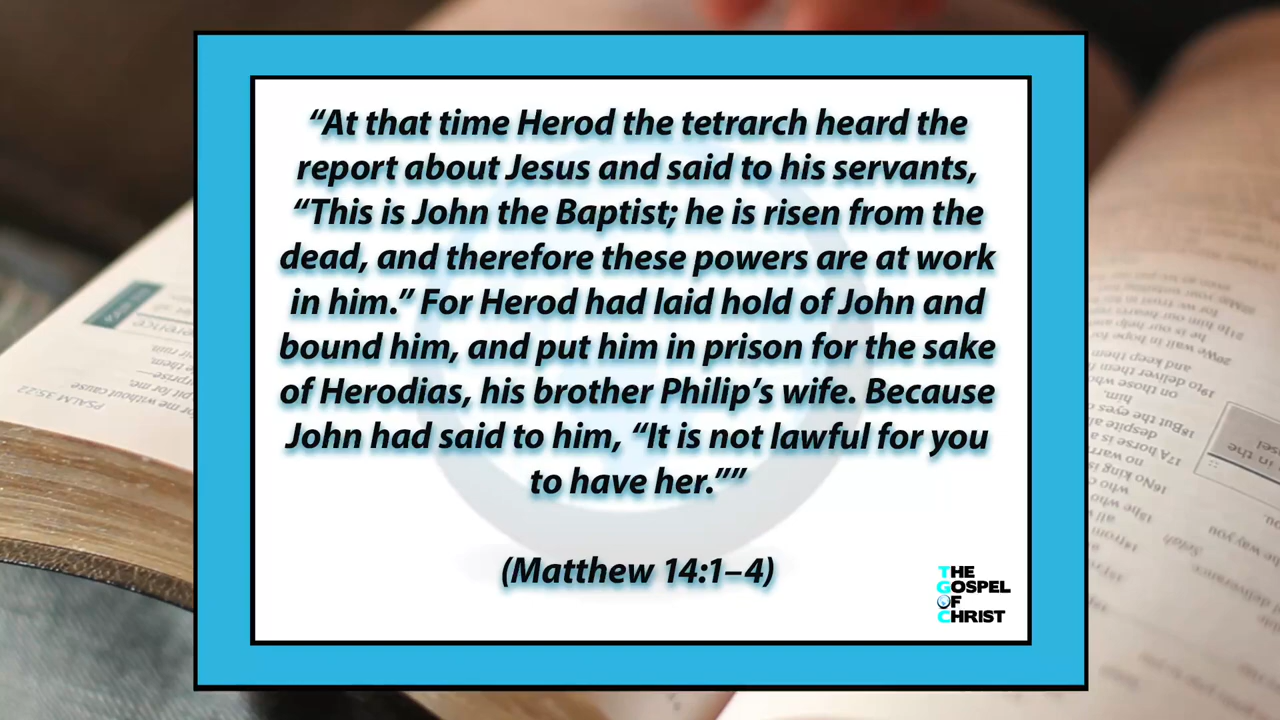 “At that time Herod the tetrarch heard the
report about Jesus and said to his servants,
“This is John the Baptist; he is risen from the
dead, and therefore these powers are at work
in him.” For Herod had laid hold of John and
bound him, and put him in prison for the sake
of Herodias, his brother Philip’s wife. Because
John had said to him, “It is not lawful for you
to have her.””
(Matthew 14:1–4)
THE
GOSPEL
OF
CHRIST
PSALM 35:22